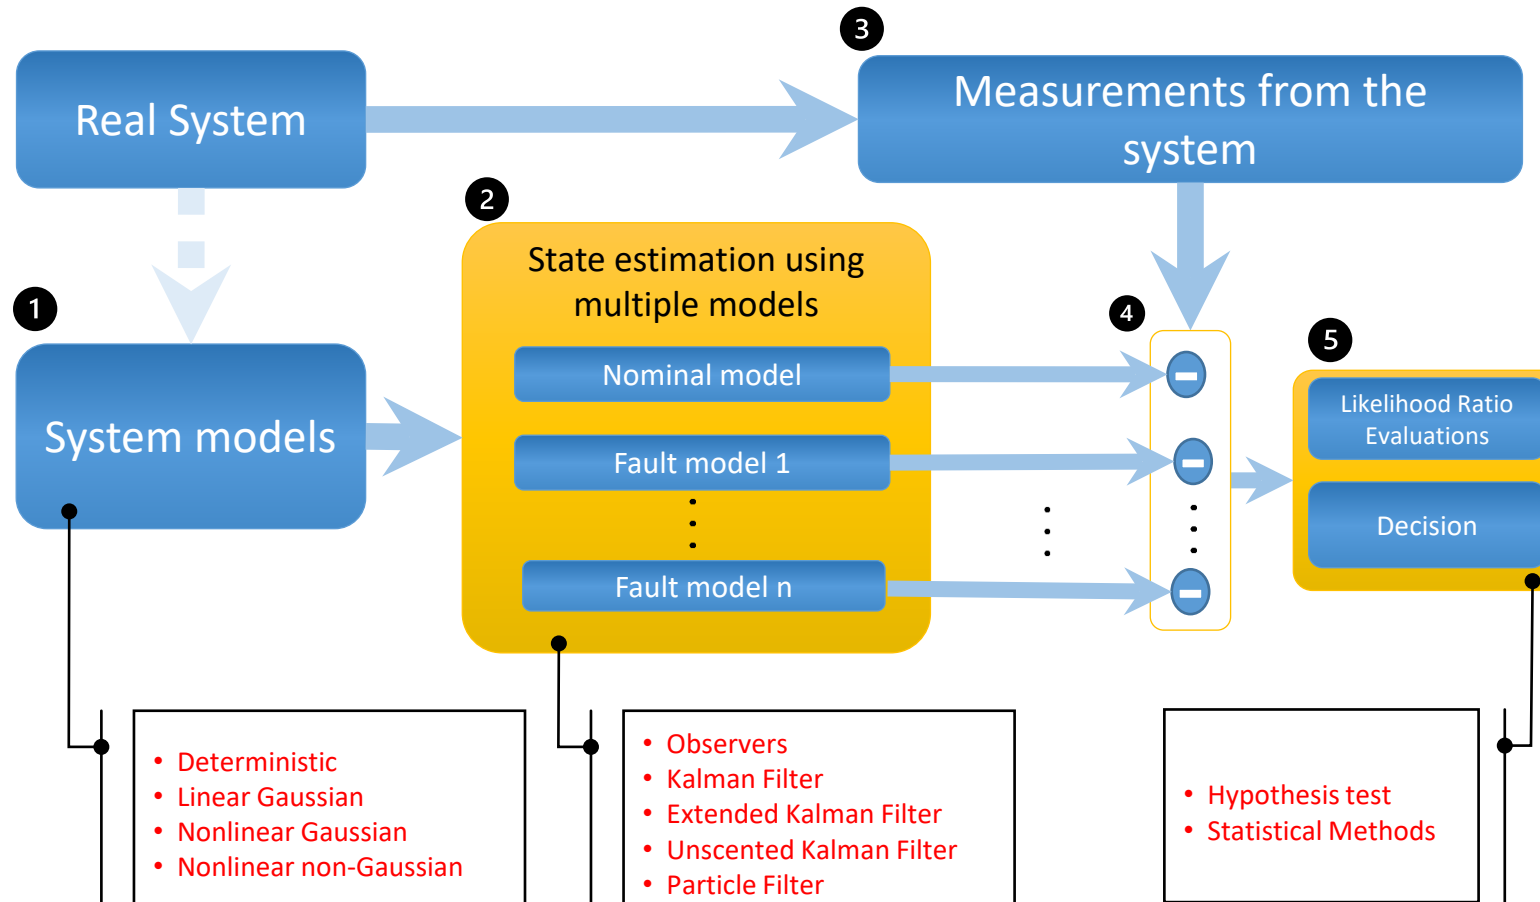 3
Real System
Measurements from the
system
2
State estimation using
multiple models
1
System models
Nominal model
Fault model 1
Fault model n
4
5
Likelihood Ratio
Evaluations
Decision
• Deterministic
• Linear Gaussian
• Nonlinear Gaussian
• Nonlinear non-Gaussian
• Observers
• Kalman Filter
• Extended Kalman Filter
• Unscented Kalman Filter
• Particle Filter
• Hypothesis test
• Statistical Methods